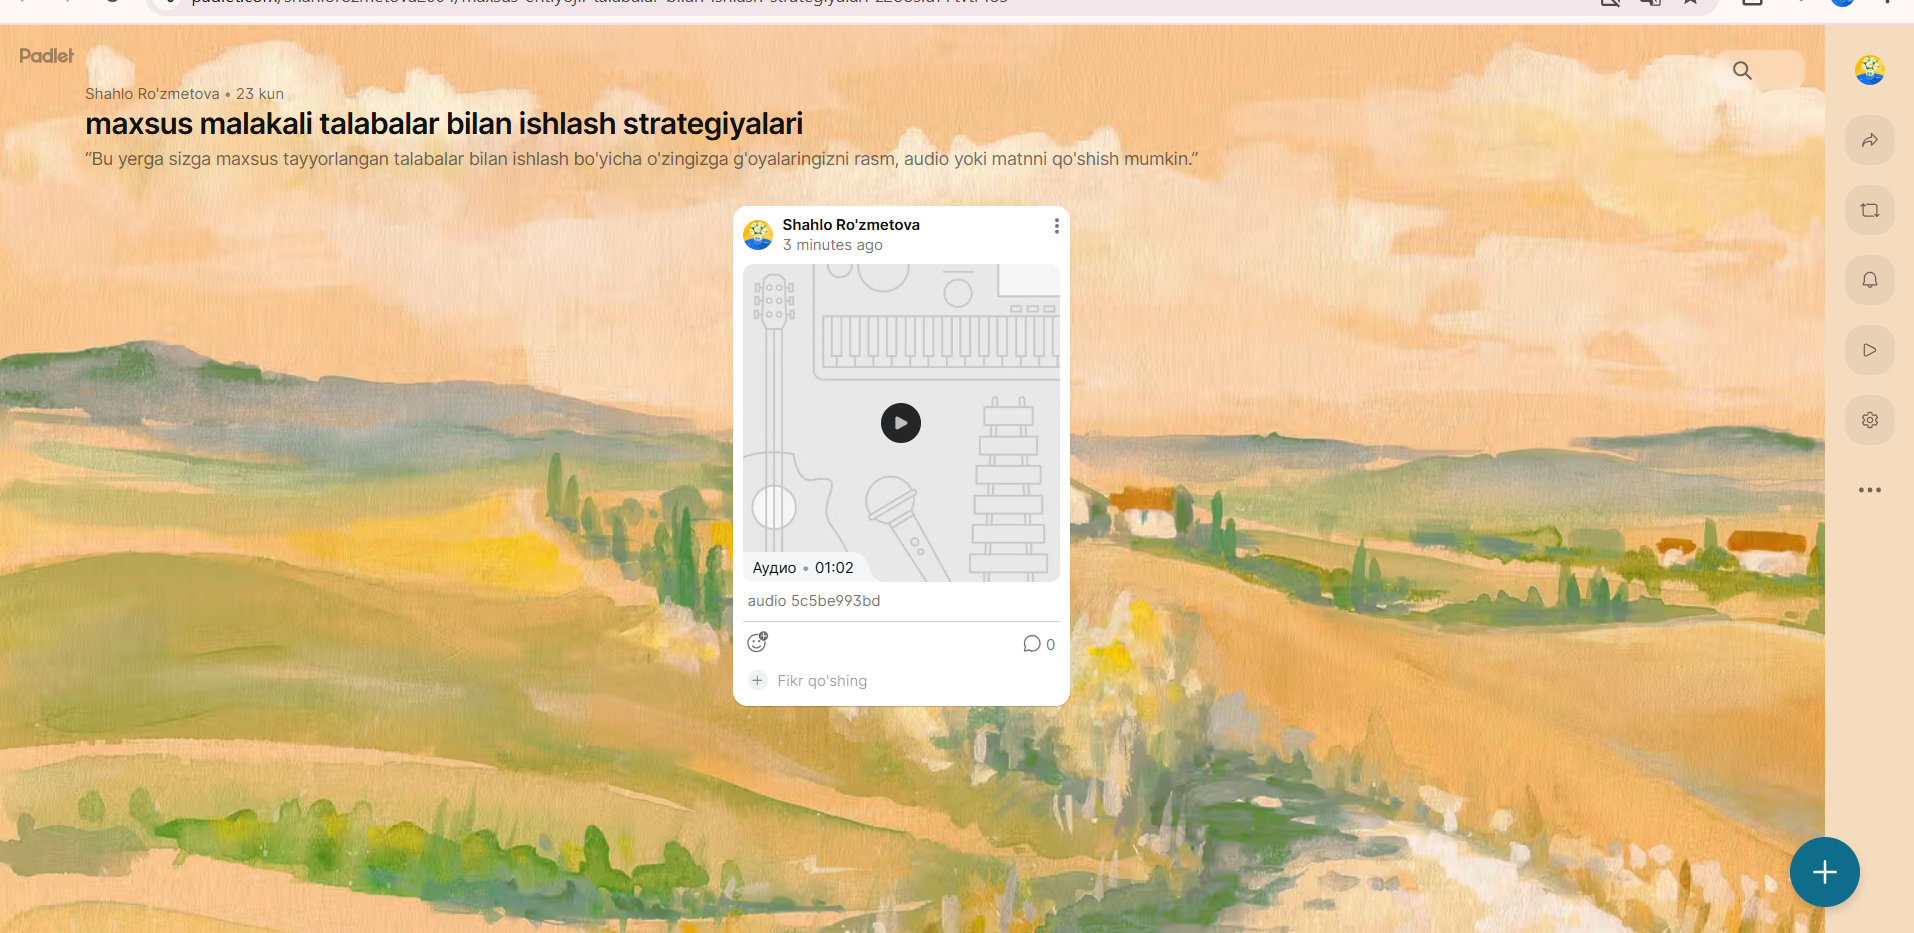 Padlet
Shahlo Ro'zmetova • 23 kun
maxsus malakali talabalar bilan ishlash strategiyalari
“Bu yerga sizga maxsus tayyorlangan talabalar bilan ishlash bo'yicha o'zingizga g'oyalaringizni rasm, audio yoki matnni qo'shish mumkin.”
Shahlo Ro'zmetova
3 minutes ago
Аудио • 01:02
audio 5c5be993bd
0
Fikr qo'shing